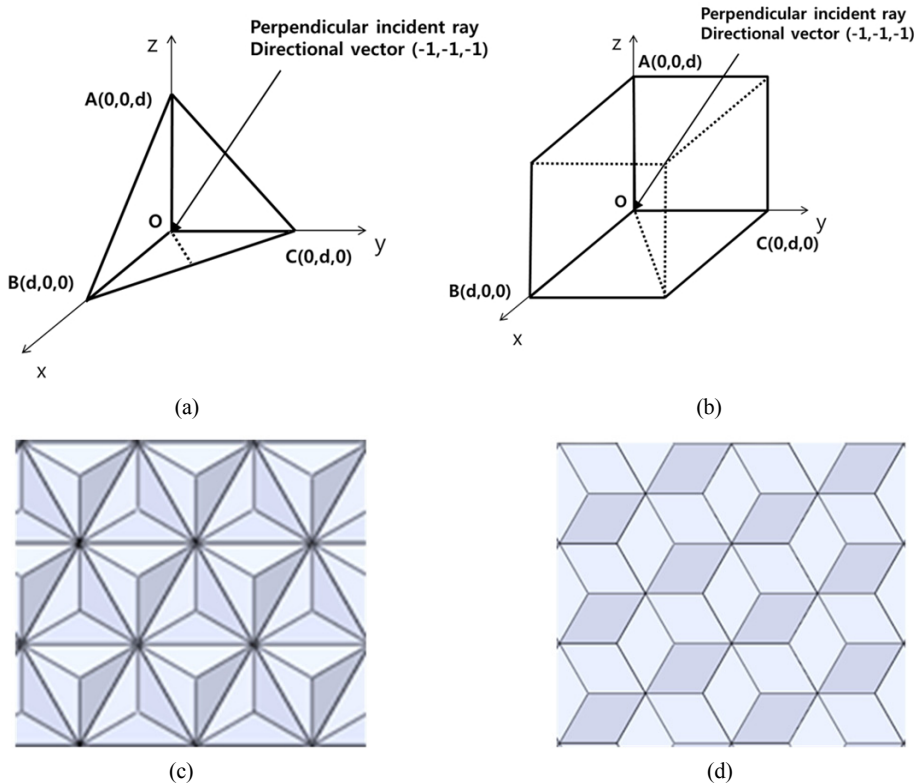 Perpendicular incident ray
Directional vector (-1,-1,-1)
z
A(0,0,d)
O
y
C(0,d,0)
B(d,0,0)
x
(a)
Perpendicular incident ray
Directional vector (-1,-1,-1)
z
A(0,0,d)
O
y
C(0,d,0)
B(d,0,0)
x
(b)
(c)
(d)